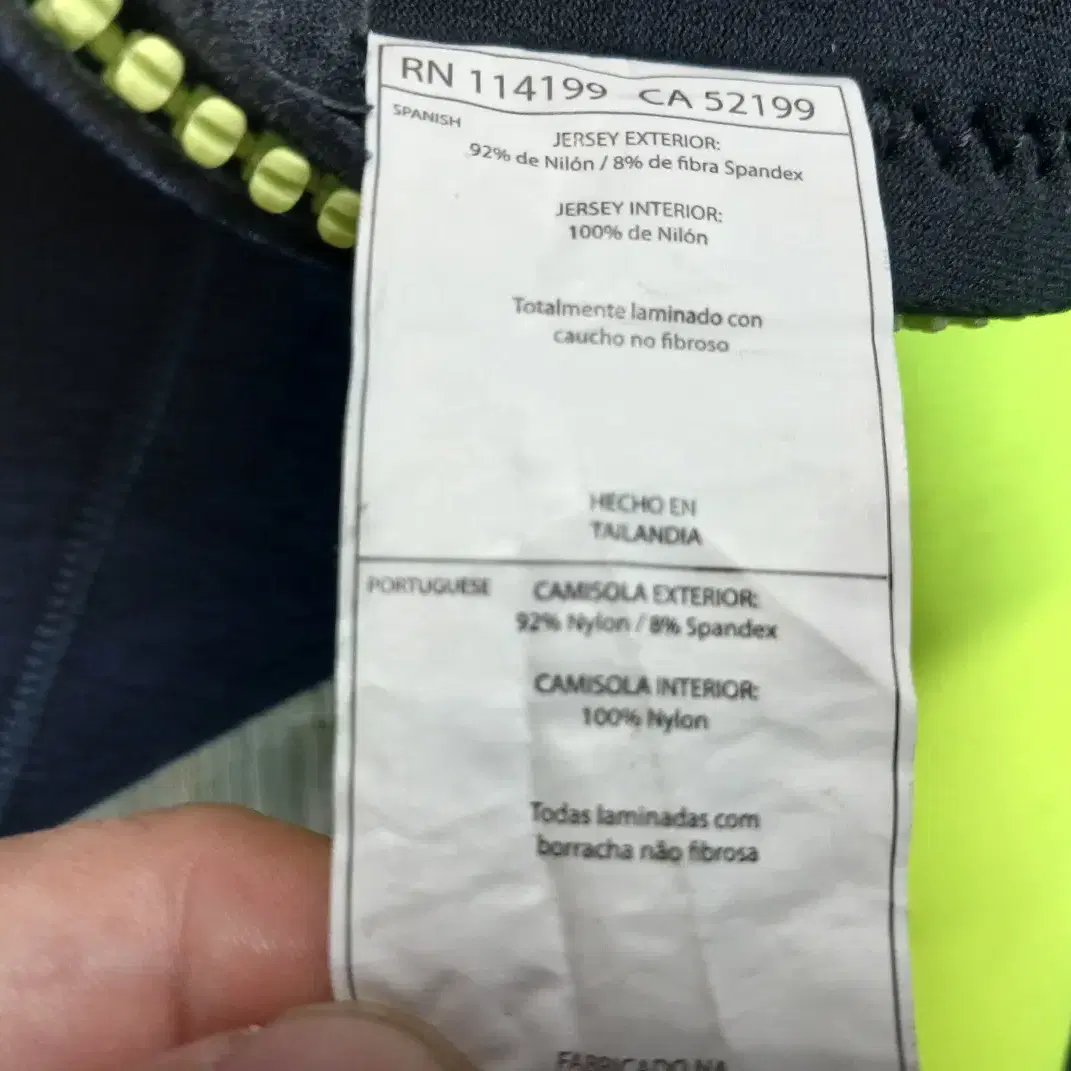 RN 114199 CA 52199
SPANISH
JERSEY EXTERIOR:
92% de Nilón / 8% de fibra Spandex
JERSEY INTERIOR:
100% de Nilón
Totalmente laminado con
caucho no fibroso
HECHO EN
TAILANDIA
PORTUGUESE
CAMISOLA EXTERIOR:
92% Nylon / 8% Spandex
CAMISOLA INTERIOR:
100% Nylon
Todas laminadas com
borracha não fibrosa
FABRICADO NA